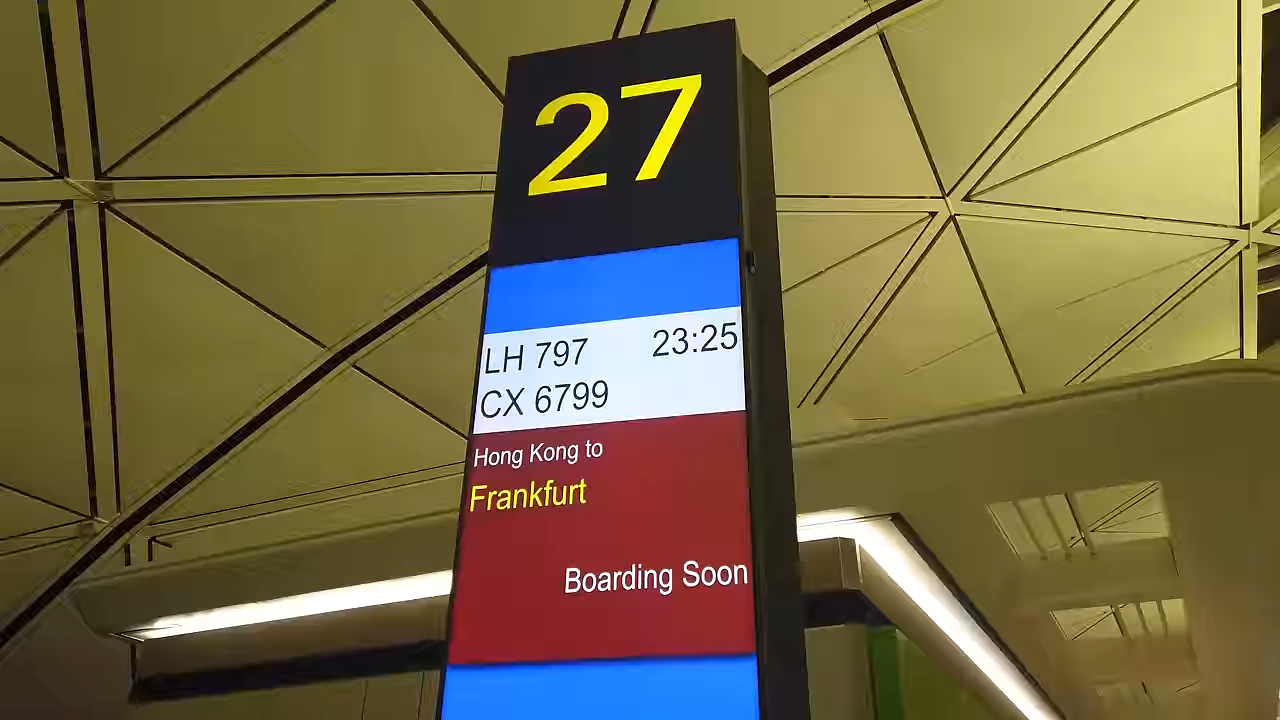 27
LH 797 23:25
CX 6799
Hong Kong to
Frankfurt
Boarding Soon